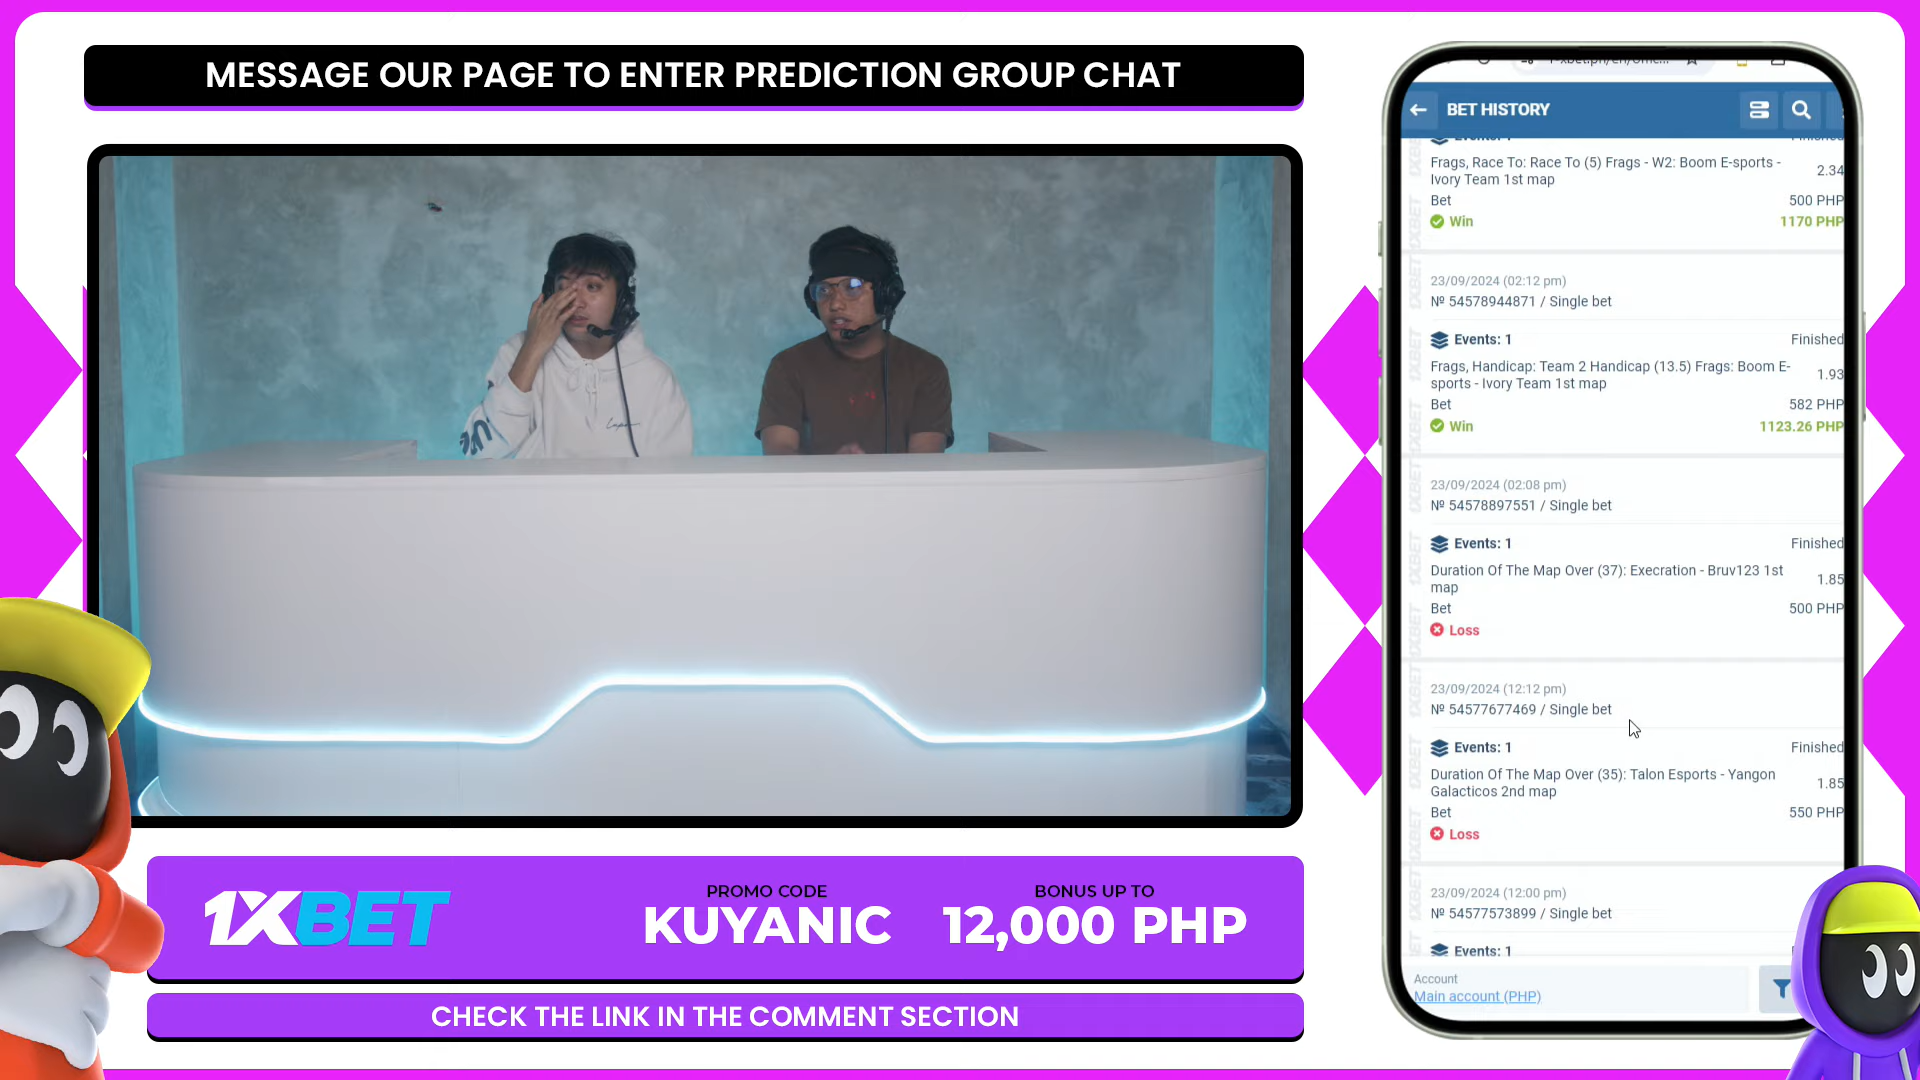 MESSAGE OUR PAGE TO ENTER PREDICTION GROUP CHAT
BET HISTORY
Events: 1
Finished
Frags, Race To: Race To (5) Frags - W2: Boom E-sports -
Ivory Team 1st map
2.34
Bet
500 PHP
Win
1170 PHP
23/09/2024 (02:12 pm)
№ 54578944871 / Single bet
Events: 1
Finished
Frags, Handicap: Team 2 Handicap (13.5) Frags: Boom E-
sports - Ivory Team 1st map
1.93
Bet
582 PHP
Win
1123.26 PHP
23/09/2024 (02:08 pm)
№ 54578897551 / Single bet
Events: 1
Finished
Duration Of The Map Over (37): Execration - Bruv123 1st
map
1.85
Bet
500 PHP
Loss
23/09/2024 (12:12 pm)
№ 54577677469 / Single bet
Events: 1
Finished
Duration Of The Map Over (35): Talon Esports - Yangon
Galacticos 2nd map
1.85
Bet
550 PHP
Loss
23/09/2024 (12:00 pm)
№ 54577573899 / Single bet
Events: 1
Account
Main account (PHP)
1XBET
PROMO CODE
KUYANIC
BONUS UP TO
12,000 PHP
CHECK THE LINK IN THE COMMENT SECTION